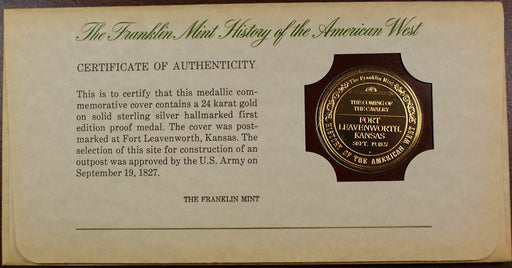 The Franklin Mint History of the American West
CERTIFICATE OF AUTHENTICITY
This is to certify that this medallic com-
memorative cover contains a 24 karat gold
on solid sterling silver hallmarked first
edition proof medal. The cover was post-
marked at Fort Leavenworth, Kansas. The
selection of this site for construction of an
outpost was approved by the U.S. Army on
September 19, 1827.
THE FRANKLIN MINT
The Franklin Mint
THE COMING OF
THE CAVALRY
FORT
LEAVENWORTH,
KANSAS
SEPT. 19, 1827
HISTORY OF THE AMERICAN WEST